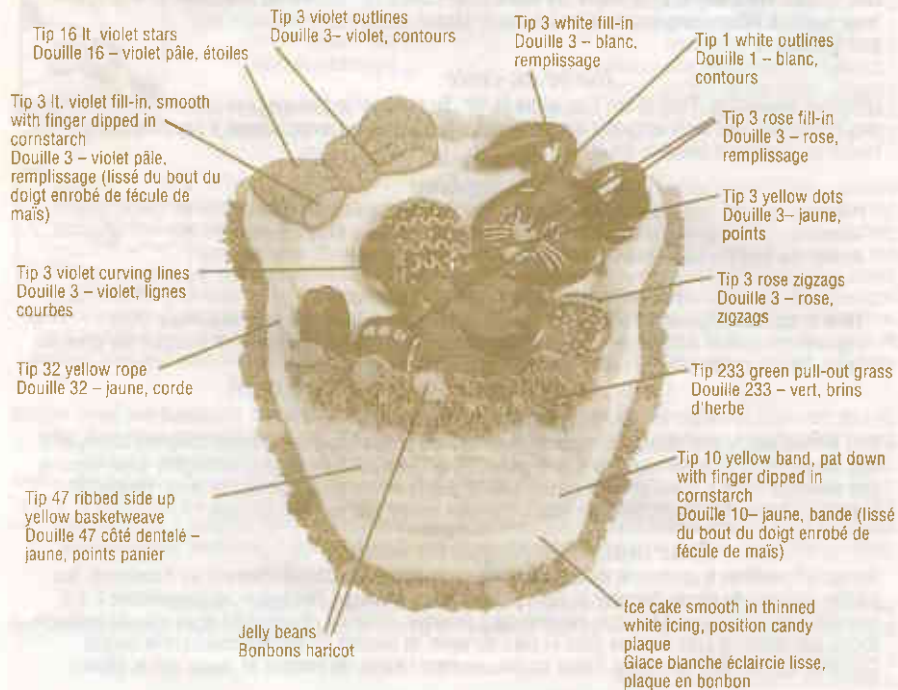 Tip 16 lt. violet stars
Douille 16 – violet pâle, étoiles
Tip 3 violet outlines
Douille 3– violet, contours
Tip 3 white fill-in
Douille 3 – blanc,
remplissage
Tip 1 white outlines
Douille 1 – blanc,
contours
Tip 3 lt. violet fill-in, smooth
with finger dipped in
cornstarch
Douille 3 – violet pâle,
remplissage (lissé du bout du
doigt enrobé de fécule de
maïs)
Tip 3 rose fill-in
Douille 3 – rose,
remplissage
Tip 3 yellow dots
Douille 3– jaune,
points
Tip 3 violet curving lines
Douille 3 – violet, lignes
courbes
Tip 3 rose zigzags
Douille 3 – rose,
zigzags
Tip 32 yellow rope
Douille 32 – jaune, corde
Tip 233 green pull-out grass
Douille 233 – vert, brins
d'herbe
Tip 47 ribbed side up
yellow basketweave
Douille 47 côté dentelé –
jaune, points panier
Tip 10 yellow band, pat down
with finger dipped in
cornstarch
Douille 10– jaune, bande (lissé
du bout du doigt enrobé de
fécule de maïs)
Jelly beans
Bonbons haricot
Ice cake smooth in thinned
white icing, position candy
plaque
Glace blanche éclaircie lisse,
plaque en bonbon